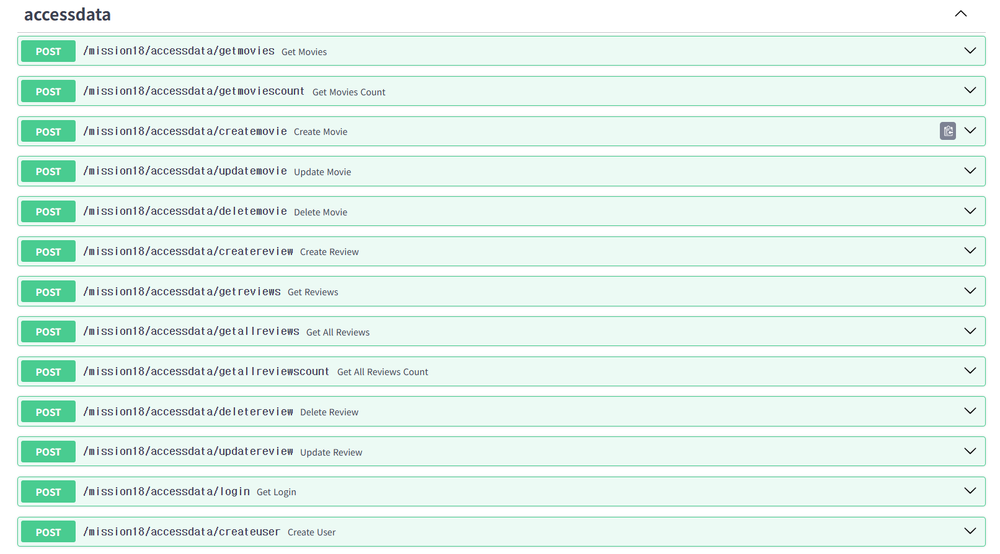 accessdata
POST /mission18/accessdata/getmovies Get Movies
POST /mission18/accessdata/getmoviescount Get Movies Count
POST /mission18/accessdata/createmovie Create Movie
POST /mission18/accessdata/updatemovie Update Movie
POST /mission18/accessdata/deletemovie Delete Movie
POST /mission18/accessdata/createreview Create Review
POST /mission18/accessdata/getreviews Get Reviews
POST /mission18/accessdata/getallreviews Get All Reviews
POST /mission18/accessdata/getallreviewscount Get All Reviews Count
POST /mission18/accessdata/deletereview Delete Review
POST /mission18/accessdata/updatereview Update Review
POST /mission18/accessdata/login Get Login
POST /mission18/accessdata/createuser Create User